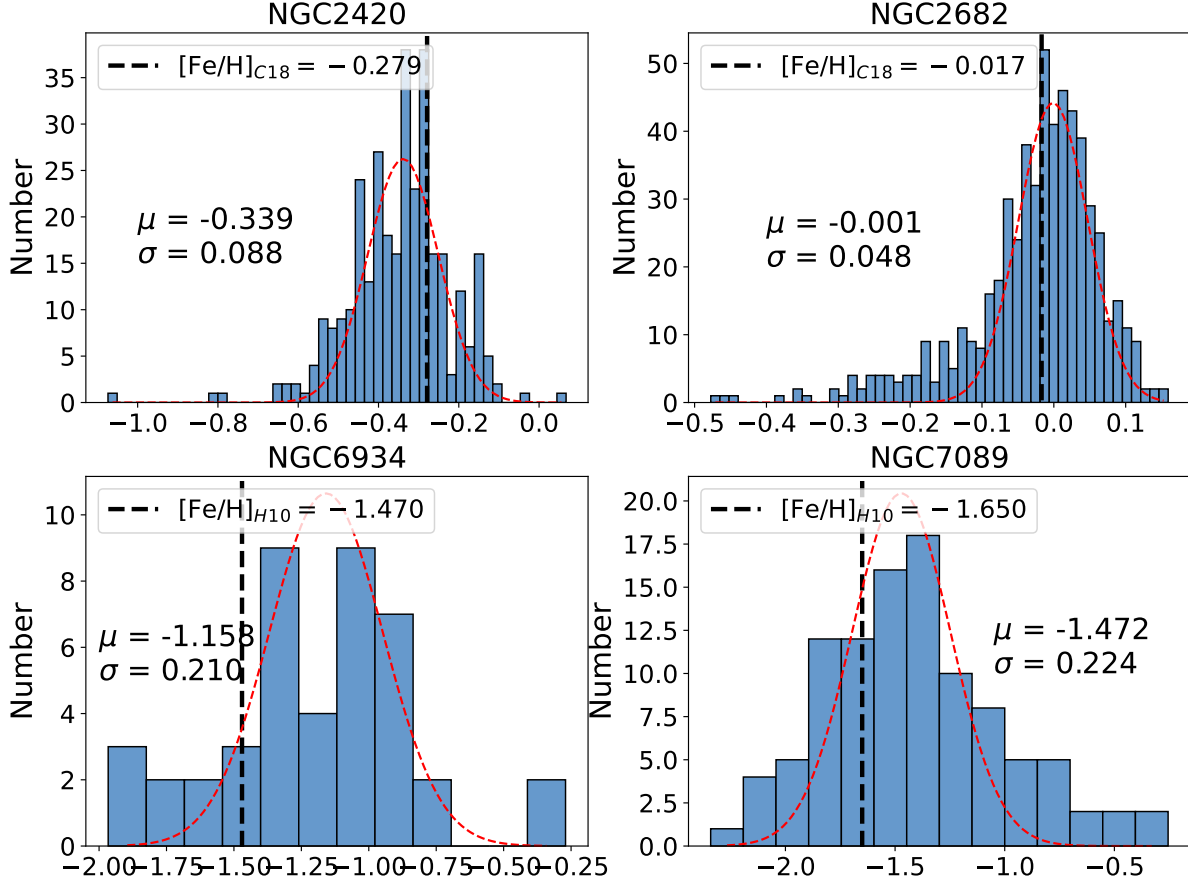 NGC2420
[Fe/H]C18 = −0.279
μ = -0.339
σ = 0.088
Number
35
30
25
20
15
10
5
0
−1.0 −0.8 −0.6 −0.4 −0.2 0.0
NGC2682
[Fe/H]C18 = −0.017
μ = -0.001
σ = 0.048
Number
50
40
30
20
10
0
−0.5 −0.4 −0.3 −0.2 −0.1 0.0 0.1
NGC6934
[Fe/H]H10 = −1.470
μ = -1.158
σ = 0.210
Number
10
8
6
4
2
0
−2.00 −1.75 −1.50 −1.25 −1.00 −0.75 −0.50 −0.25
NGC7089
[Fe/H]H10 = −1.650
μ = -1.472
σ = 0.224
Number
20.0
17.5
15.0
12.5
10.0
7.5
5.0
2.5
0.0
−2.0 −1.5 −1.0 −0.5